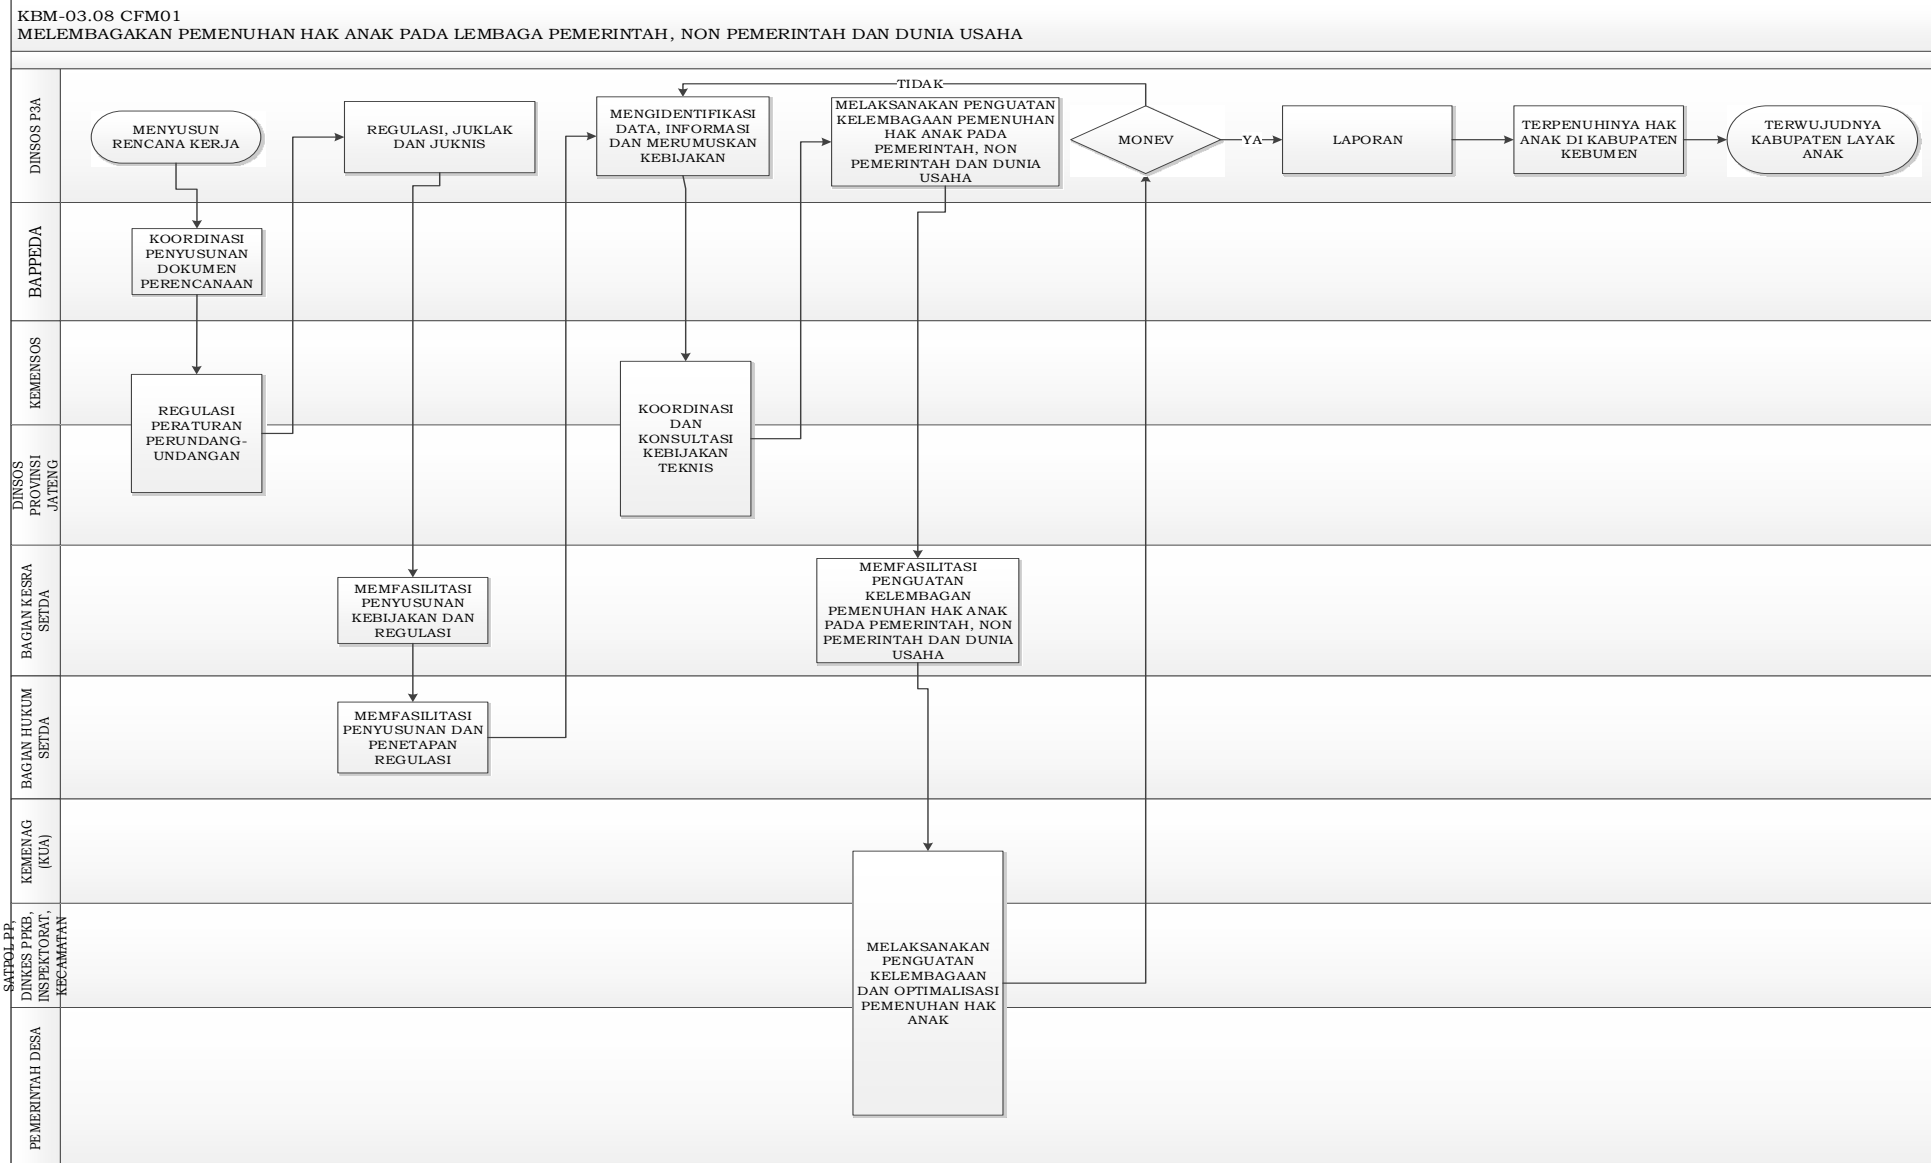 KBM-03.08 CFM01
MELEMBAGAKAN PEMENUHAN HAK ANAK PADA LEMBAGA PEMERINTAH, NON PEMERINTAH DAN DUNIA USAHA
DINSOS P3A
MENYUSUN
RENCANA KERJA
REGULASI, JUKLAK
DAN JUKNIS
MENGIDENTIFIKASI
DATA, INFORMASI
DAN MERUMUSKAN
KEBIJAKAN
TIDAK
MELAKSANAKAN PENGUATAN
KELEMBAGAAN PEMENUHAN
HAK ANAK PADA
PEMERINTAH, NON
PEMERINTAH DAN DUNIA
USAHA
MONEV
YA
LAPORAN
TERPENUHINYA HAK
ANAK DI KABUPATEN
KEBUMEN
TERWUJUDNYA
KABUPATEN LAYAK
ANAK
BAPPEDA
KOORDINASI
PENYUSUNAN
DOKUMEN
PERENCANAAN
KEMENSOS
REGULASI
PERATURAN
PERUNDANG-
UNDANGAN
KOORDINASI
DAN
KONSULTASI
KEBIJAKAN
TEKNIS
DINSOS
PROVINSI
JATENG
BAGIAN KESRA
SETDA
MEMFASILITASI
PENYUSUNAN
KEBIJAKAN DAN
REGULASI
MEMFASILITASI
PENGUATAN
KELEMBAGAN
PEMENUHAN HAK ANAK
PADA PEMERINTAH, NON
PEMERINTAH DAN DUNIA
USAHA
BAGIAN HUKUM
SETDA
MEMFASILITASI
PENYUSUNAN DAN
PENETAPAN
REGULASI
KEMENAG
(KUA)
SATPOL PP,
DINKES PPKB,
INSPEKTORAT,
KECAMATAN
MELAKSANAKAN
PENGUATAN
KELEMBAGAAN
DAN OPTIMALISASI
PEMENUHAN HAK
ANAK
PEMERINTAH DESA